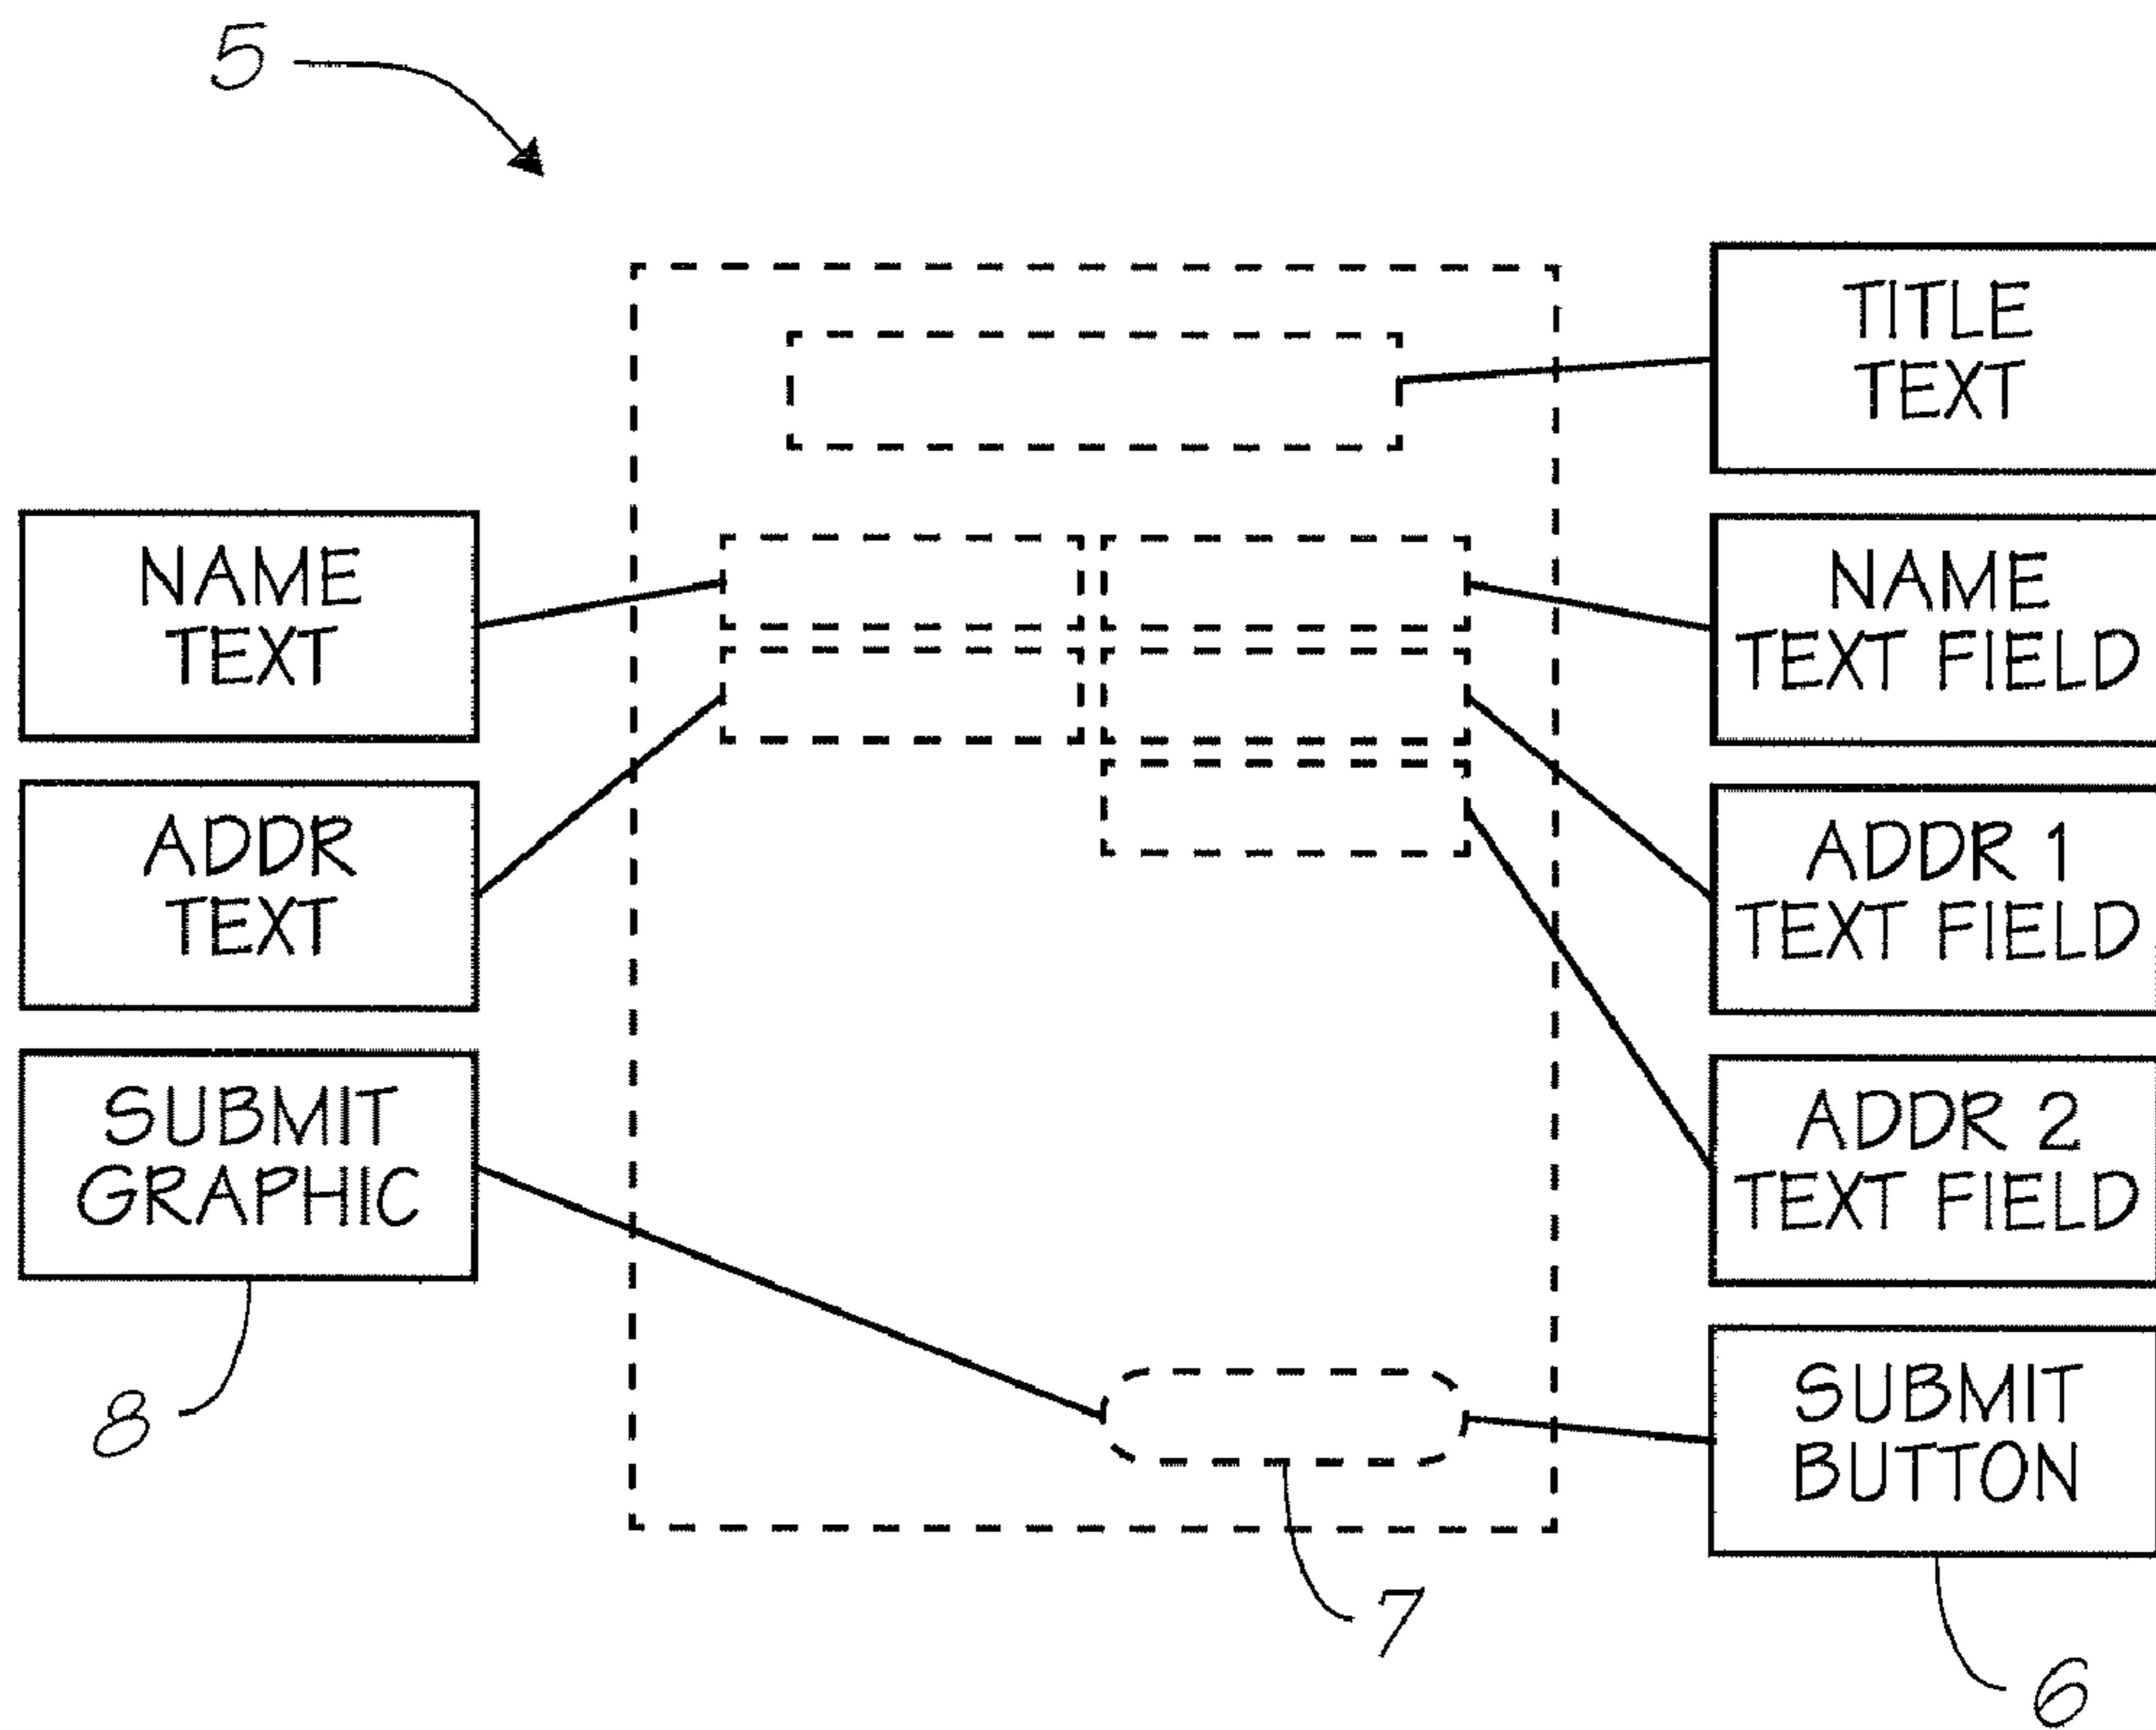 5
TITLE
TEXT
NAME
TEXT
NAME
TEXT FIELD
ADDR
TEXT
ADDR 1
TEXT FIELD
SUBMIT
GRAPHIC
ADDR 2
TEXT FIELD
8
SUBMIT
BUTTON
7
6